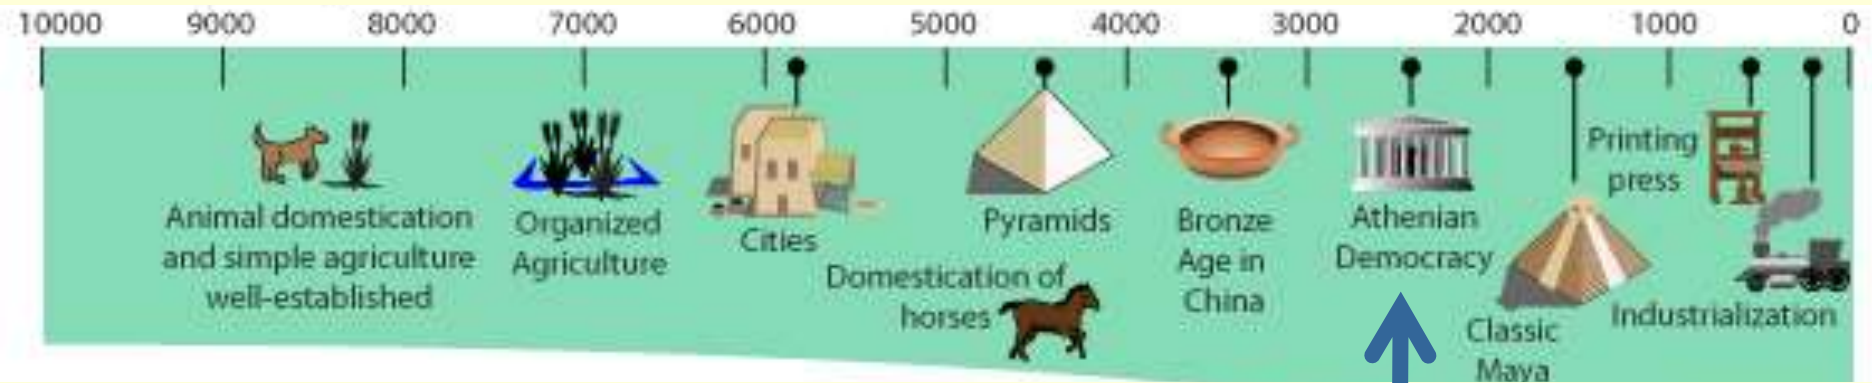 10000 9000 8000 7000 6000 5000 4000 3000 2000 1000 0
Animal domestication
and simple agriculture
well-established
Organized
Agriculture
Cities
Domestication of
horses
Pyramids
Bronze
Age in
China
Athenian
Democracy
Classic
Maya
Printing
press
Industrialization